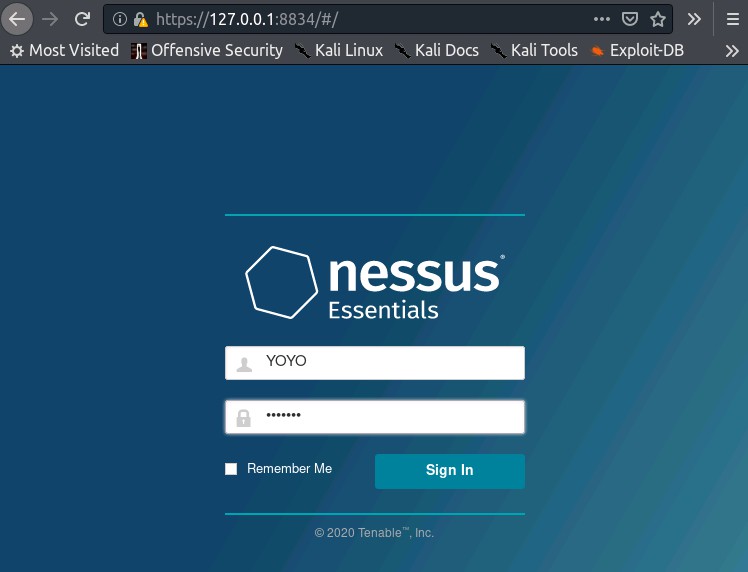 https://127.0.0.1:8834/#/
Most Visited Offensive Security Kali Linux Kali Docs Kali Tools Exploit-DB
nessus®
Essentials
YOYO
•••••••
Remember Me Sign In
© 2020 Tenable™, Inc.